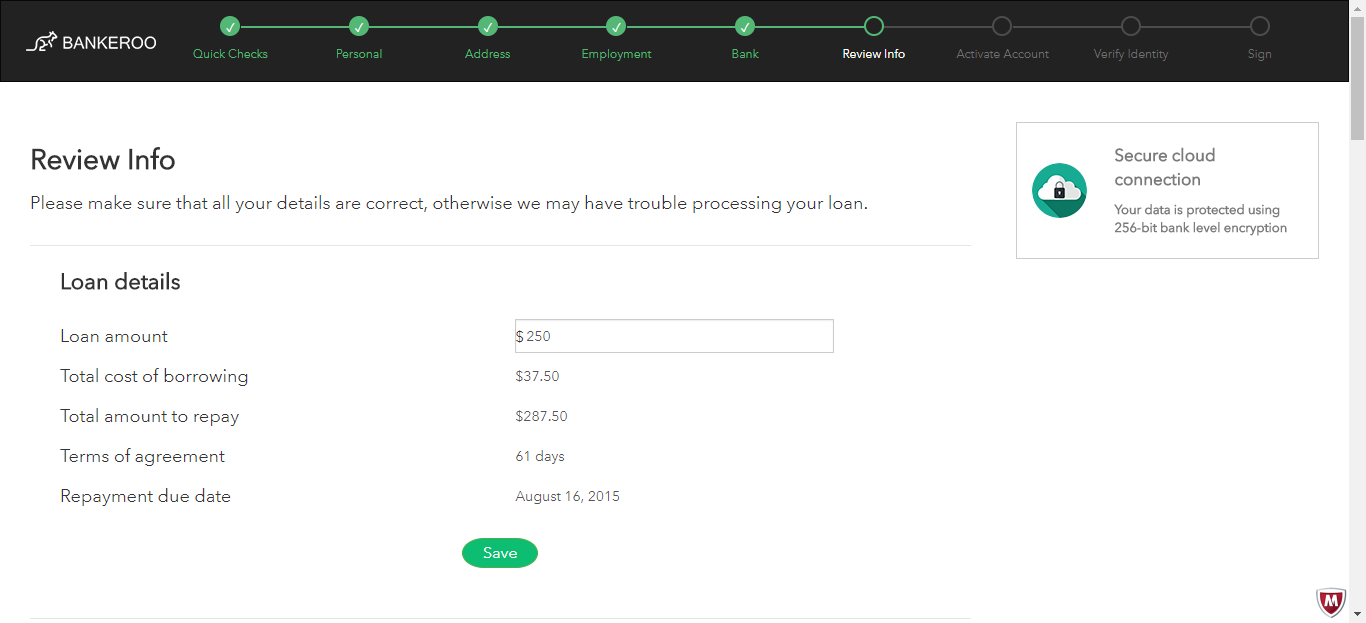 BANKEROO
Quick Checks Personal Address Employment Bank Review Info Activate Account Verify Identity Sign
Review Info
Please make sure that all your details are correct, otherwise we may have trouble processing your loan.
Secure cloud
connection
Your data is protected using
256-bit bank level encryption
Loan details
Loan amount $ 250
Total cost of borrowing $37.50
Total amount to repay $287.50
Terms of agreement 61 days
Repayment due date August 16, 2015
Save
M